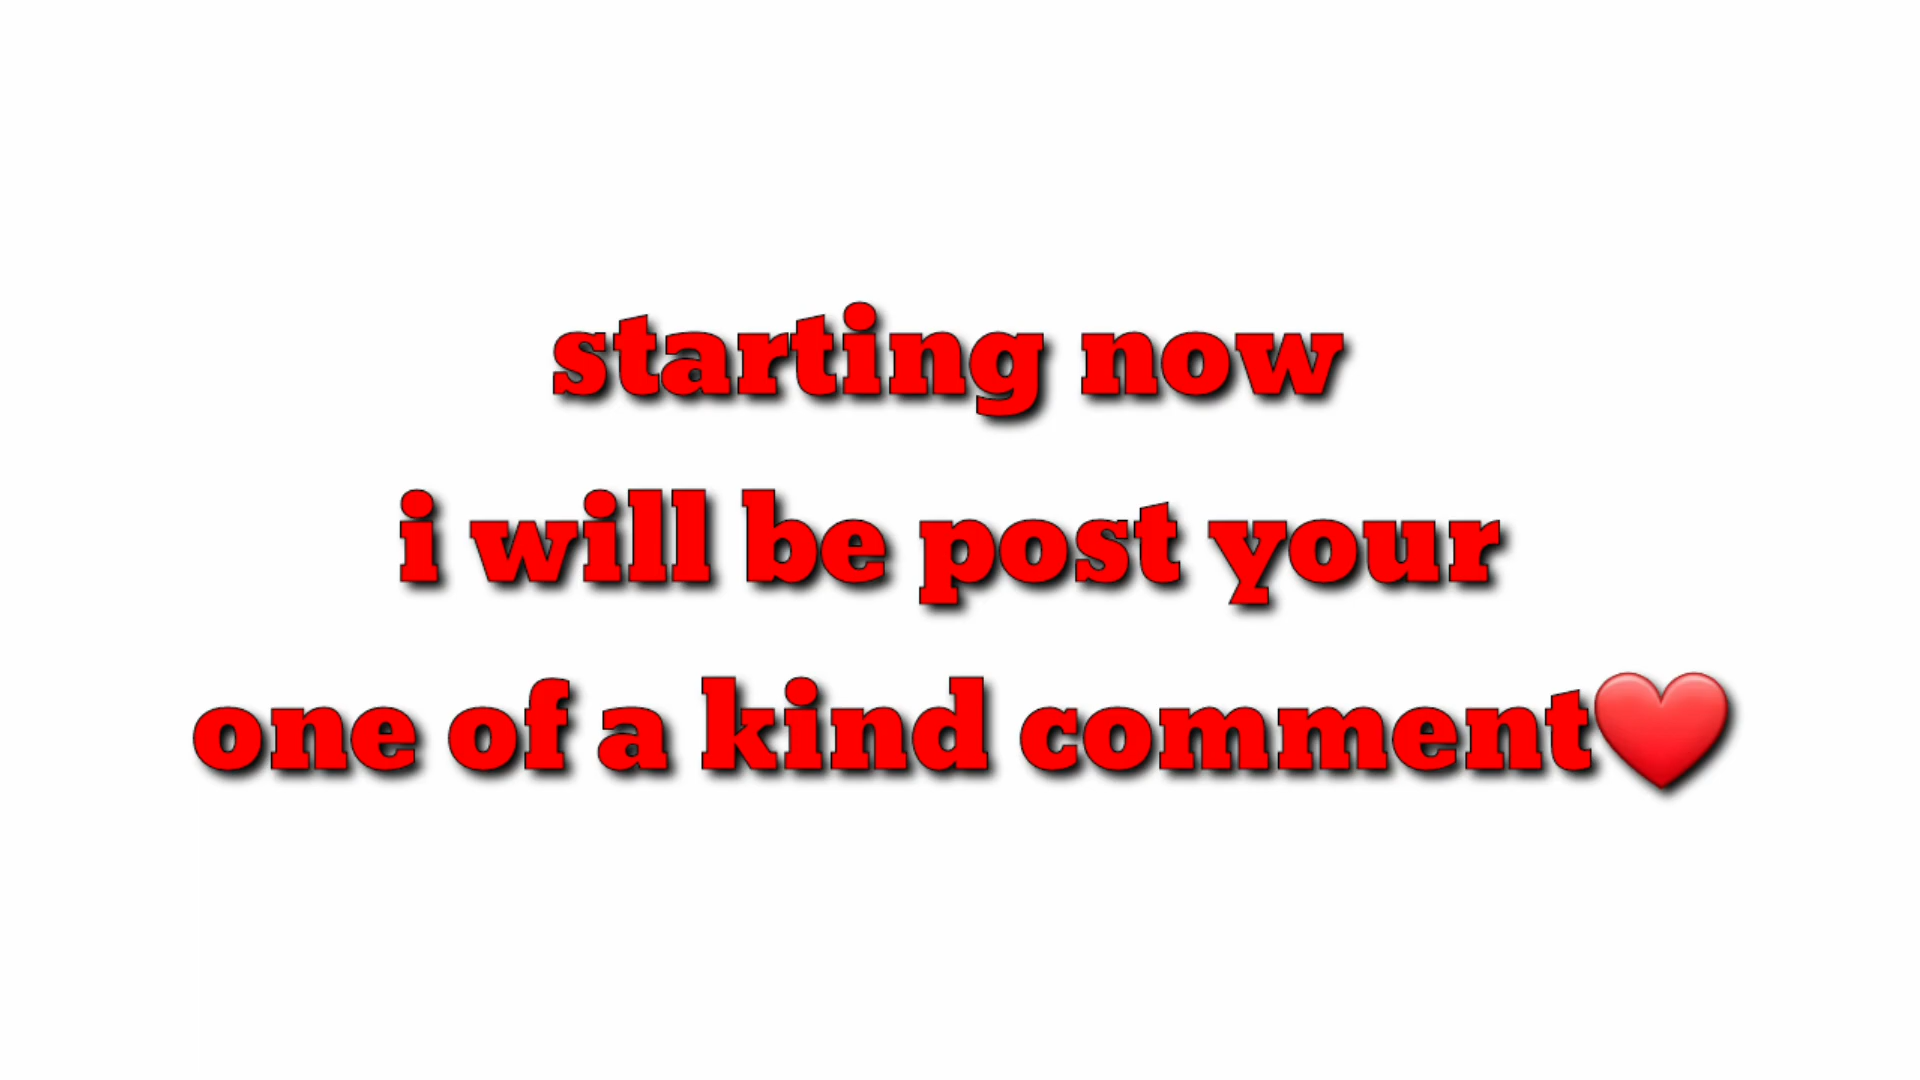 starting now
i will be post your
one of a kind comment❤️